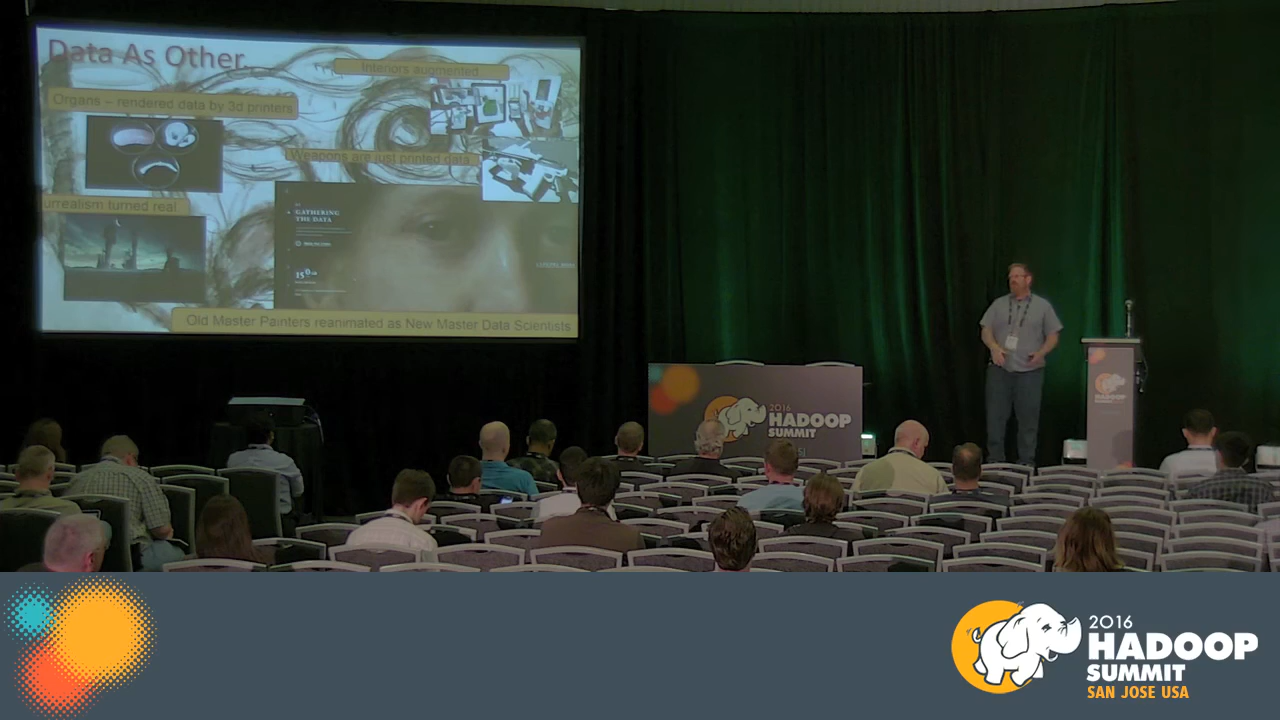 Data As Other
Interiors augmented
Organs – rendered data by 3d printers
Weapons are just printed data
urrealism turned real
GATHERING
THE DATA
Old Master Painters reanimated as New Master Data Scientists
2016
HADOOP
SUMMIT
HADOOP
2016
HADOOP
SUMMIT
SAN JOSE USA